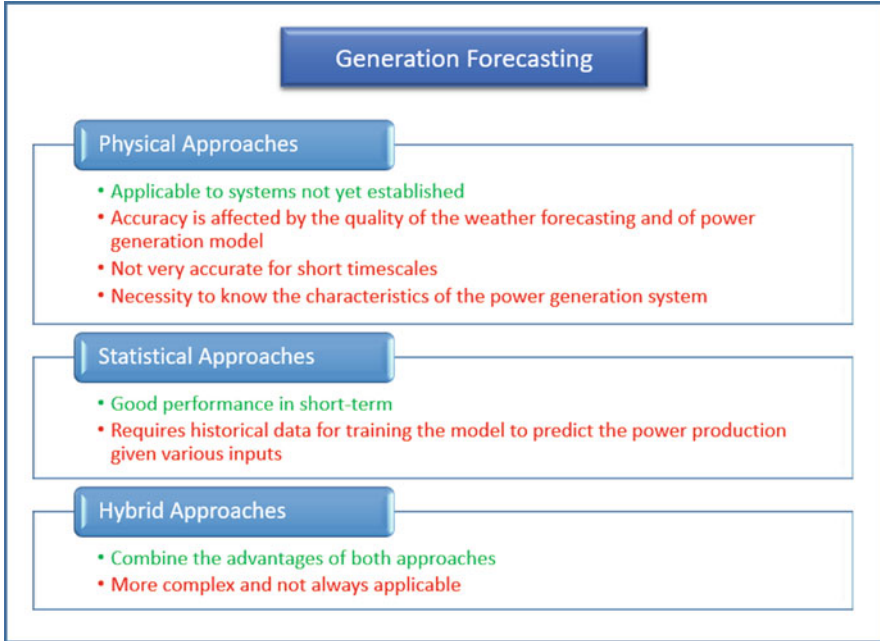 Generation Forecasting
Physical Approaches
• Applicable to systems not yet established
• Accuracy is affected by the quality of the weather forecasting and of power
generation model
• Not very accurate for short timescales
• Necessity to know the characteristics of the power generation system
Statistical Approaches
• Good performance in short-term
• Requires historical data for training the model to predict the power production
given various inputs
Hybrid Approaches
• Combine the advantages of both approaches
• More complex and not always applicable